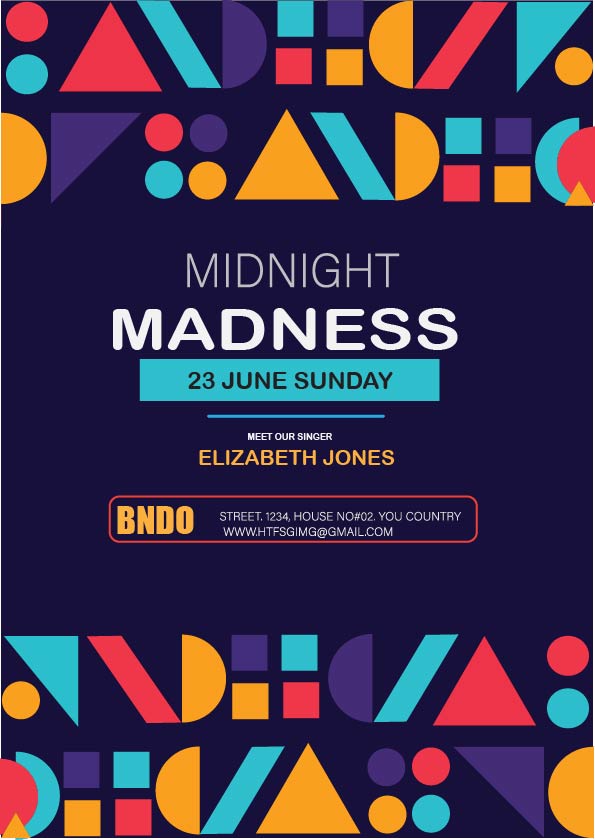 MIDNIGHT
MADNESS
23 JUNE SUNDAY
MEET OUR SINGER
ELIZABETH JONES
BNDO
STREET. 1234, HOUSE NO#02. YOU COUNTRY
WWW.HTFSGIMG@GMAIL.COM